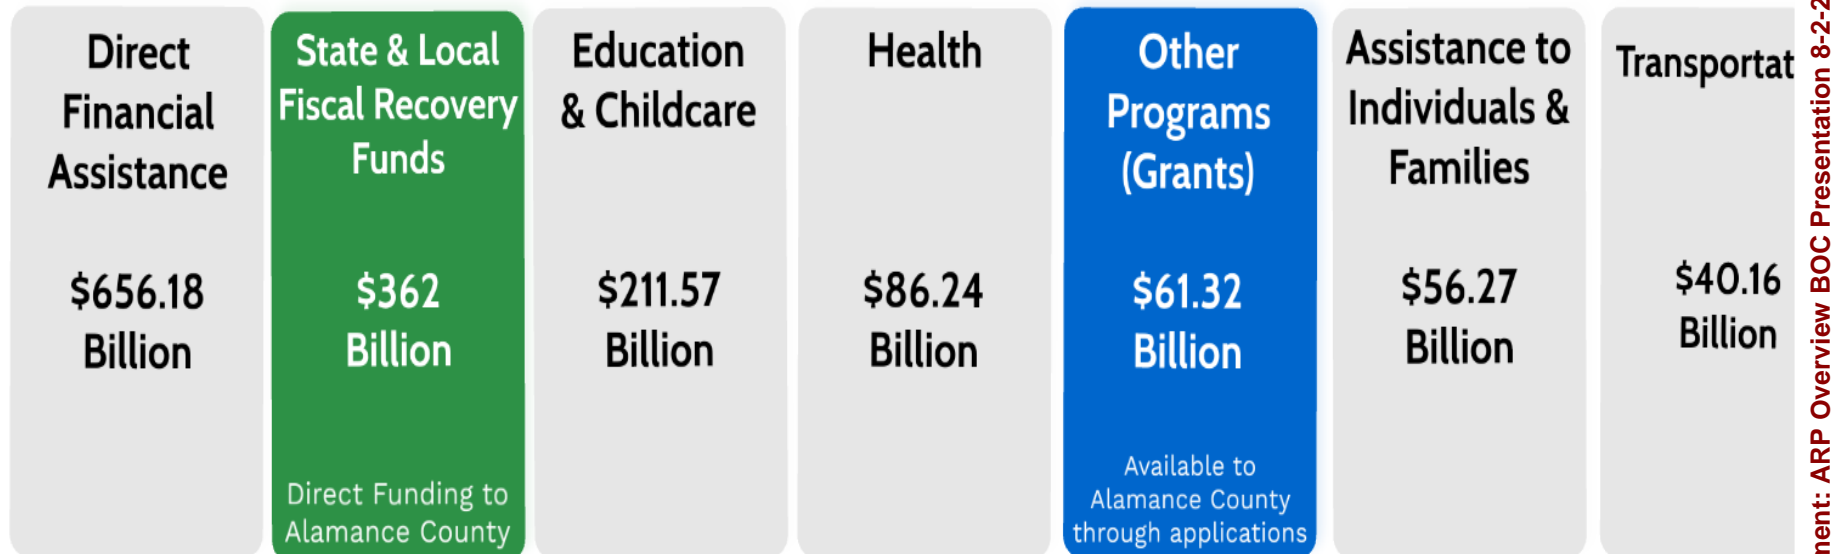 Direct
Financial
Assistance
$656.18
Billion
State & Local
Fiscal Recovery
Funds
$362
Billion
Direct Funding to
Alamance County
Education
& Childcare
$211.57
Billion
Health
$86.24
Billion
Other
Programs
(Grants)
$61.32
Billion
Available to
Alamance County
through applications
Assistance to
Individuals &
Families
$56.27
Billion
Transportat
$40.16
Billion
ment: ARP Overview BOC Presentation 8-2-2